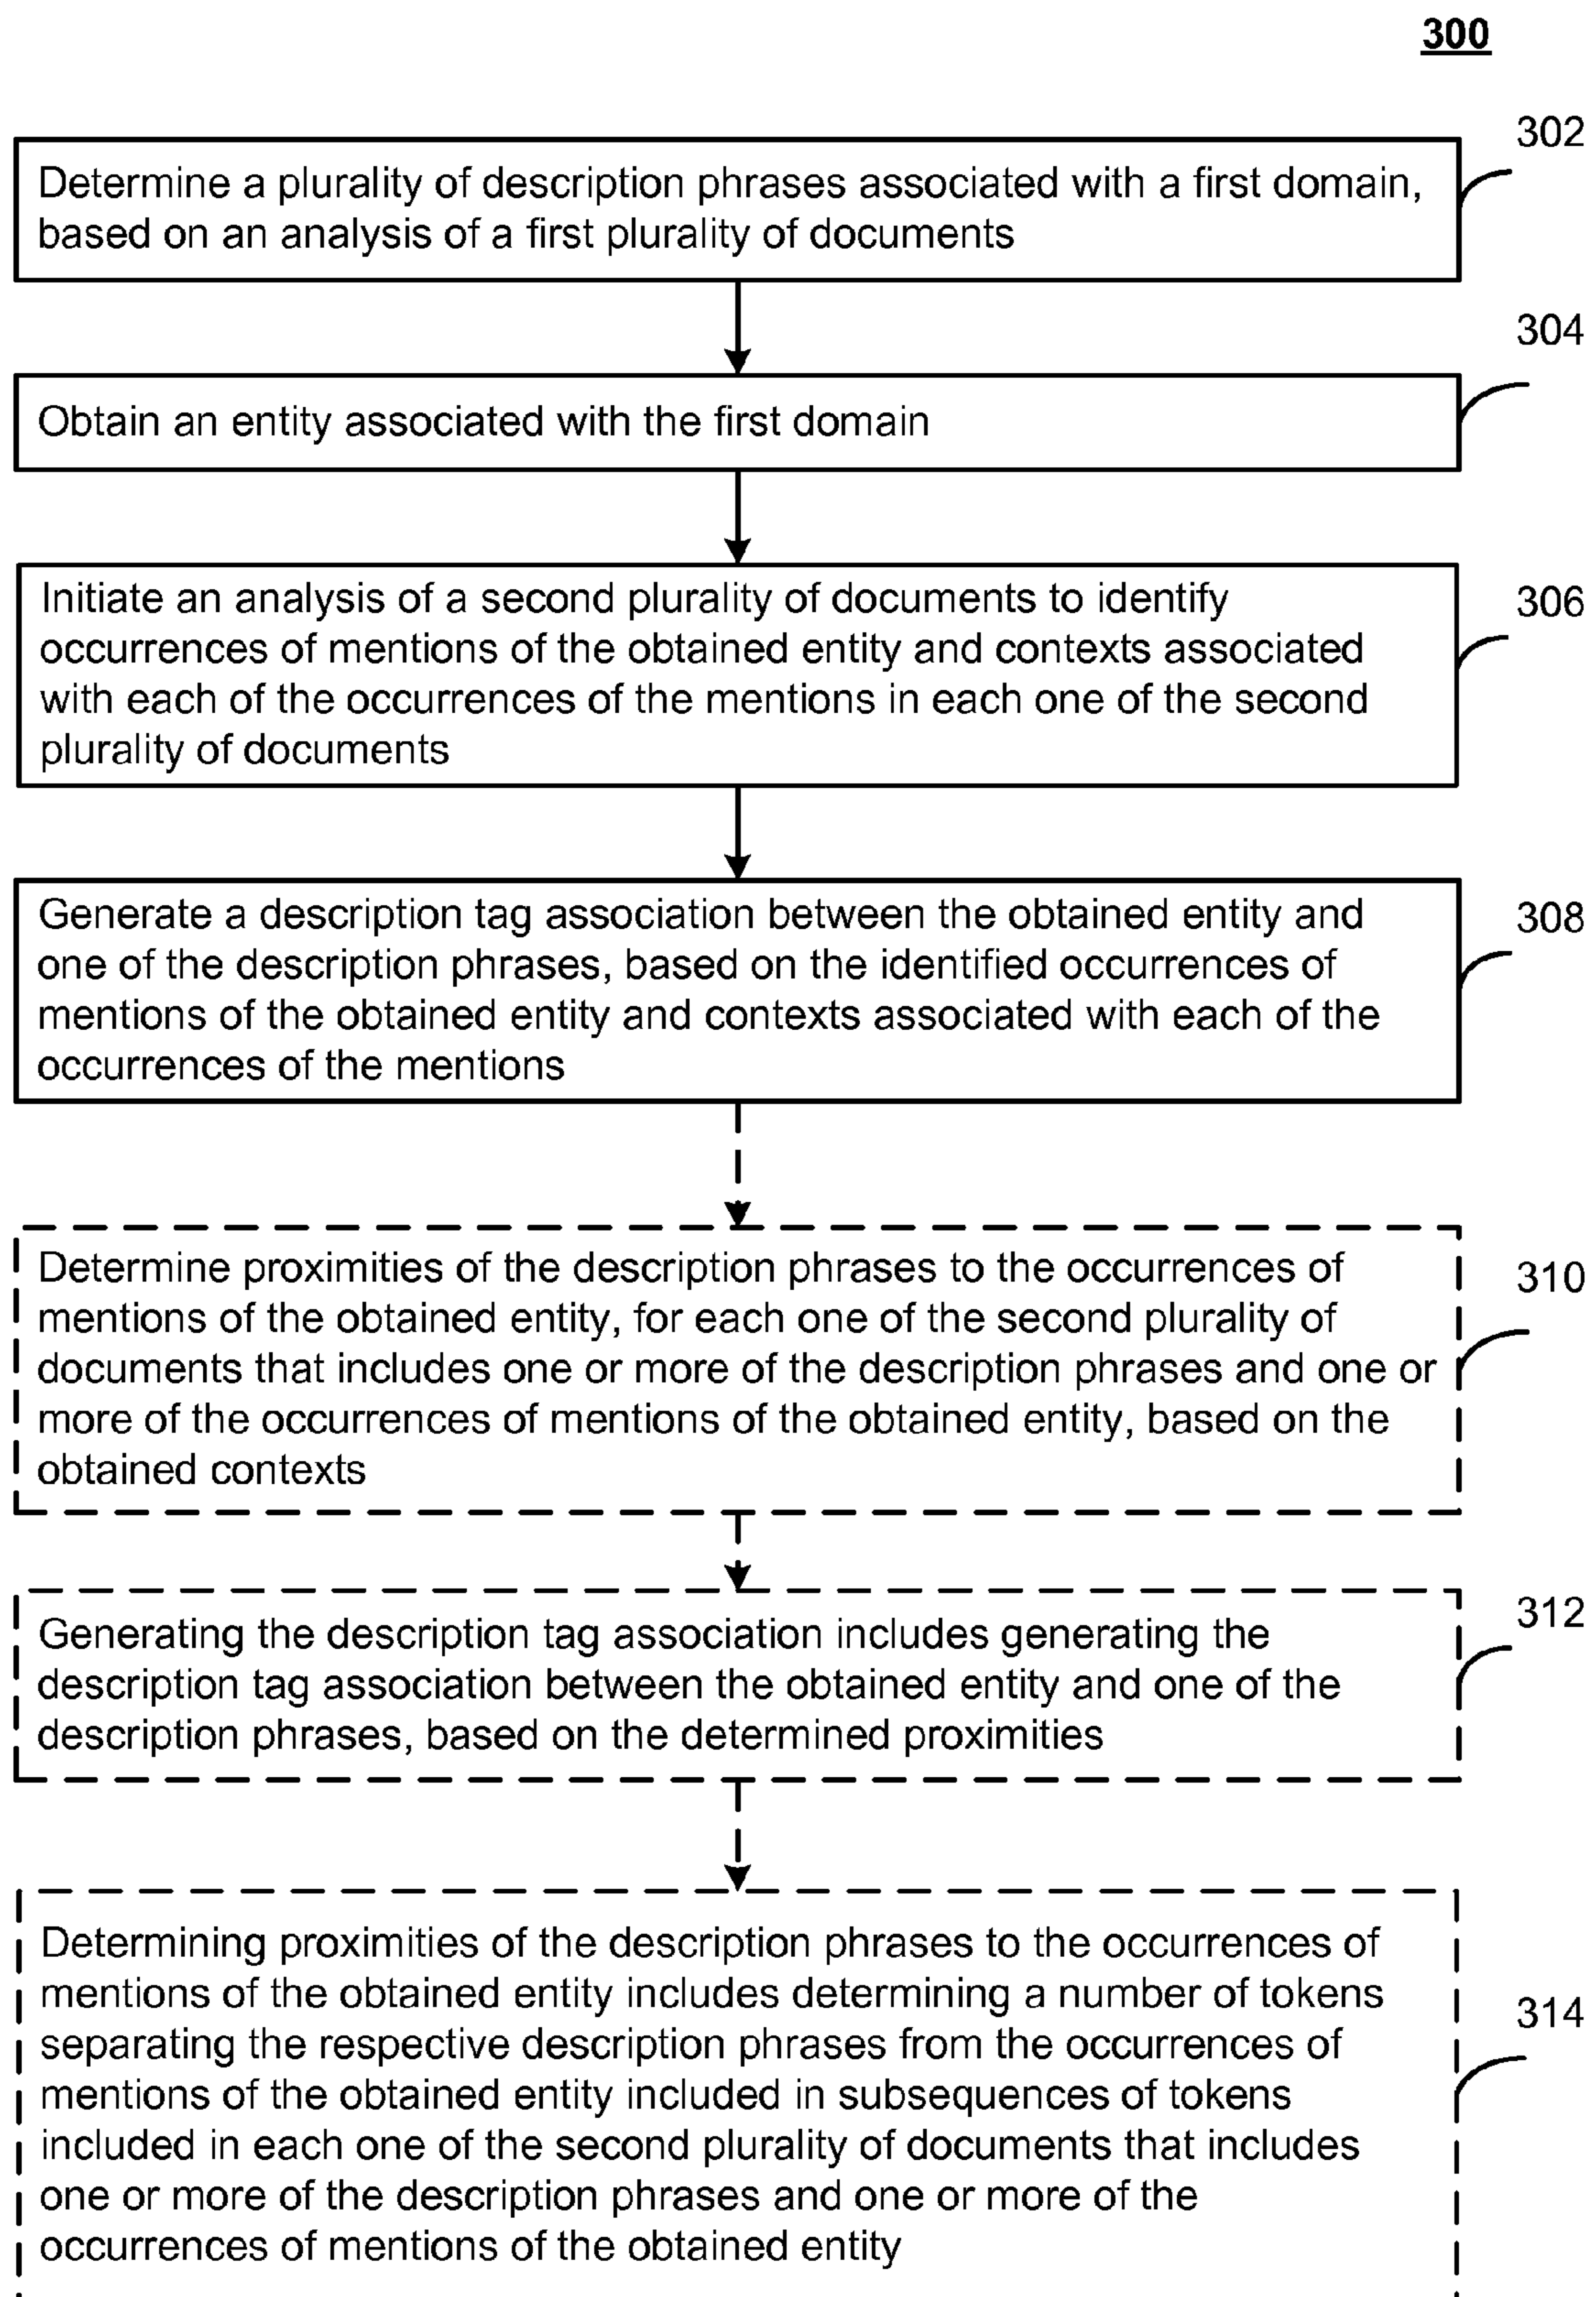 300
302
Determine a plurality of description phrases associated with a first domain,
based on an analysis of a first plurality of documents
304
Obtain an entity associated with the first domain
306
Initiate an analysis of a second plurality of documents to identify
occurrences of mentions of the obtained entity and contexts associated
with each of the occurrences of the mentions in each one of the second
plurality of documents
308
Generate a description tag association between the obtained entity and
one of the description phrases, based on the identified occurrences of
mentions of the obtained entity and contexts associated with each of the
occurrences of the mentions
310
Determine proximities of the description phrases to the occurrences of
mentions of the obtained entity, for each one of the second plurality of
documents that includes one or more of the description phrases and one or
more of the occurrences of mentions of the obtained entity, based on the
obtained contexts
312
Generating the description tag association includes generating the
description tag association between the obtained entity and one of the
description phrases, based on the determined proximities
314
Determining proximities of the description phrases to the occurrences of
mentions of the obtained entity includes determining a number of tokens
separating the respective description phrases from the occurrences of
mentions of the obtained entity included in subsequences of tokens
included in each one of the second plurality of documents that includes
one or more of the description phrases and one or more of the
occurrences of mentions of the obtained entity